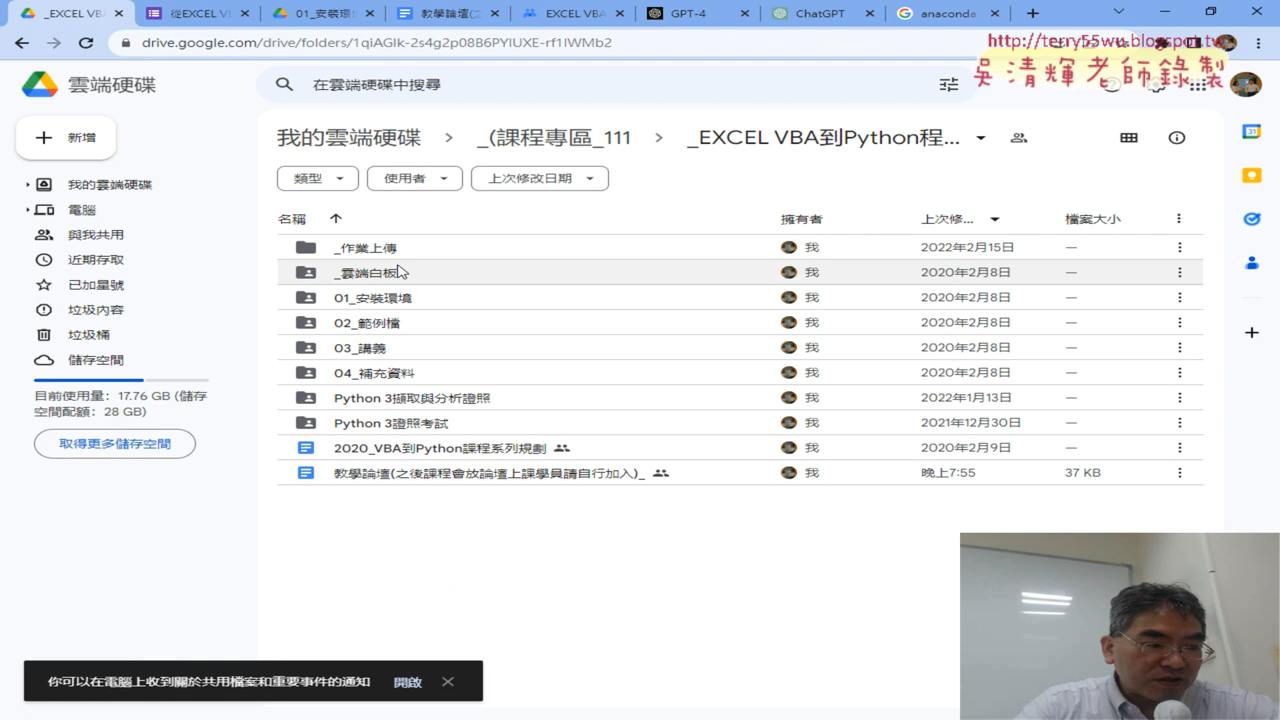 _EXCEL VBA
從EXCEL VB
01_安裝環境
教學論壇(之
EXCEL VBA
GPT-4
ChatGPT
anaconda
drive.google.com/drive/folders/1qiAGlk-2s4g2p08B6PYlUXE-rf1IWMb2
http://terry55wu.blogspot.tw
吳清輝老師錄製
雲端硬碟
在雲端硬碟中搜尋
新增
我的雲端硬碟 > _(課程專區_111 > _EXCEL VBA到Python程...
類型 使用者 上次修改日期
我的雲端硬碟
電腦
與我共用
近期存取
已加星號
垃圾內容
垃圾桶
儲存空間
目前使用量: 17.76 GB (儲存
空間配額: 28 GB)
取得更多儲存空間
名稱 擁有者 上次修... 檔案大小
_作業上傳 我 2022年2月15日 —
_雲端白板 我 2020年2月8日 —
01_安裝環境 我 2020年2月8日 —
02_範例檔 我 2020年2月8日 —
03_講義 我 2020年2月8日 —
04_補充資料 我 2020年2月8日 —
Python 3擷取與分析證照 我 2022年1月13日 —
Python 3證照考試 我 2021年12月30日 —
2020_VBA到Python課程系列規劃 我 2020年2月9日 —
教學論壇(之後課程會放論壇上課學員請自行加入)_ 我 晚上7:55 37 KB
你可以在電腦上收到關於共用檔案和重要事件的通知 開啟